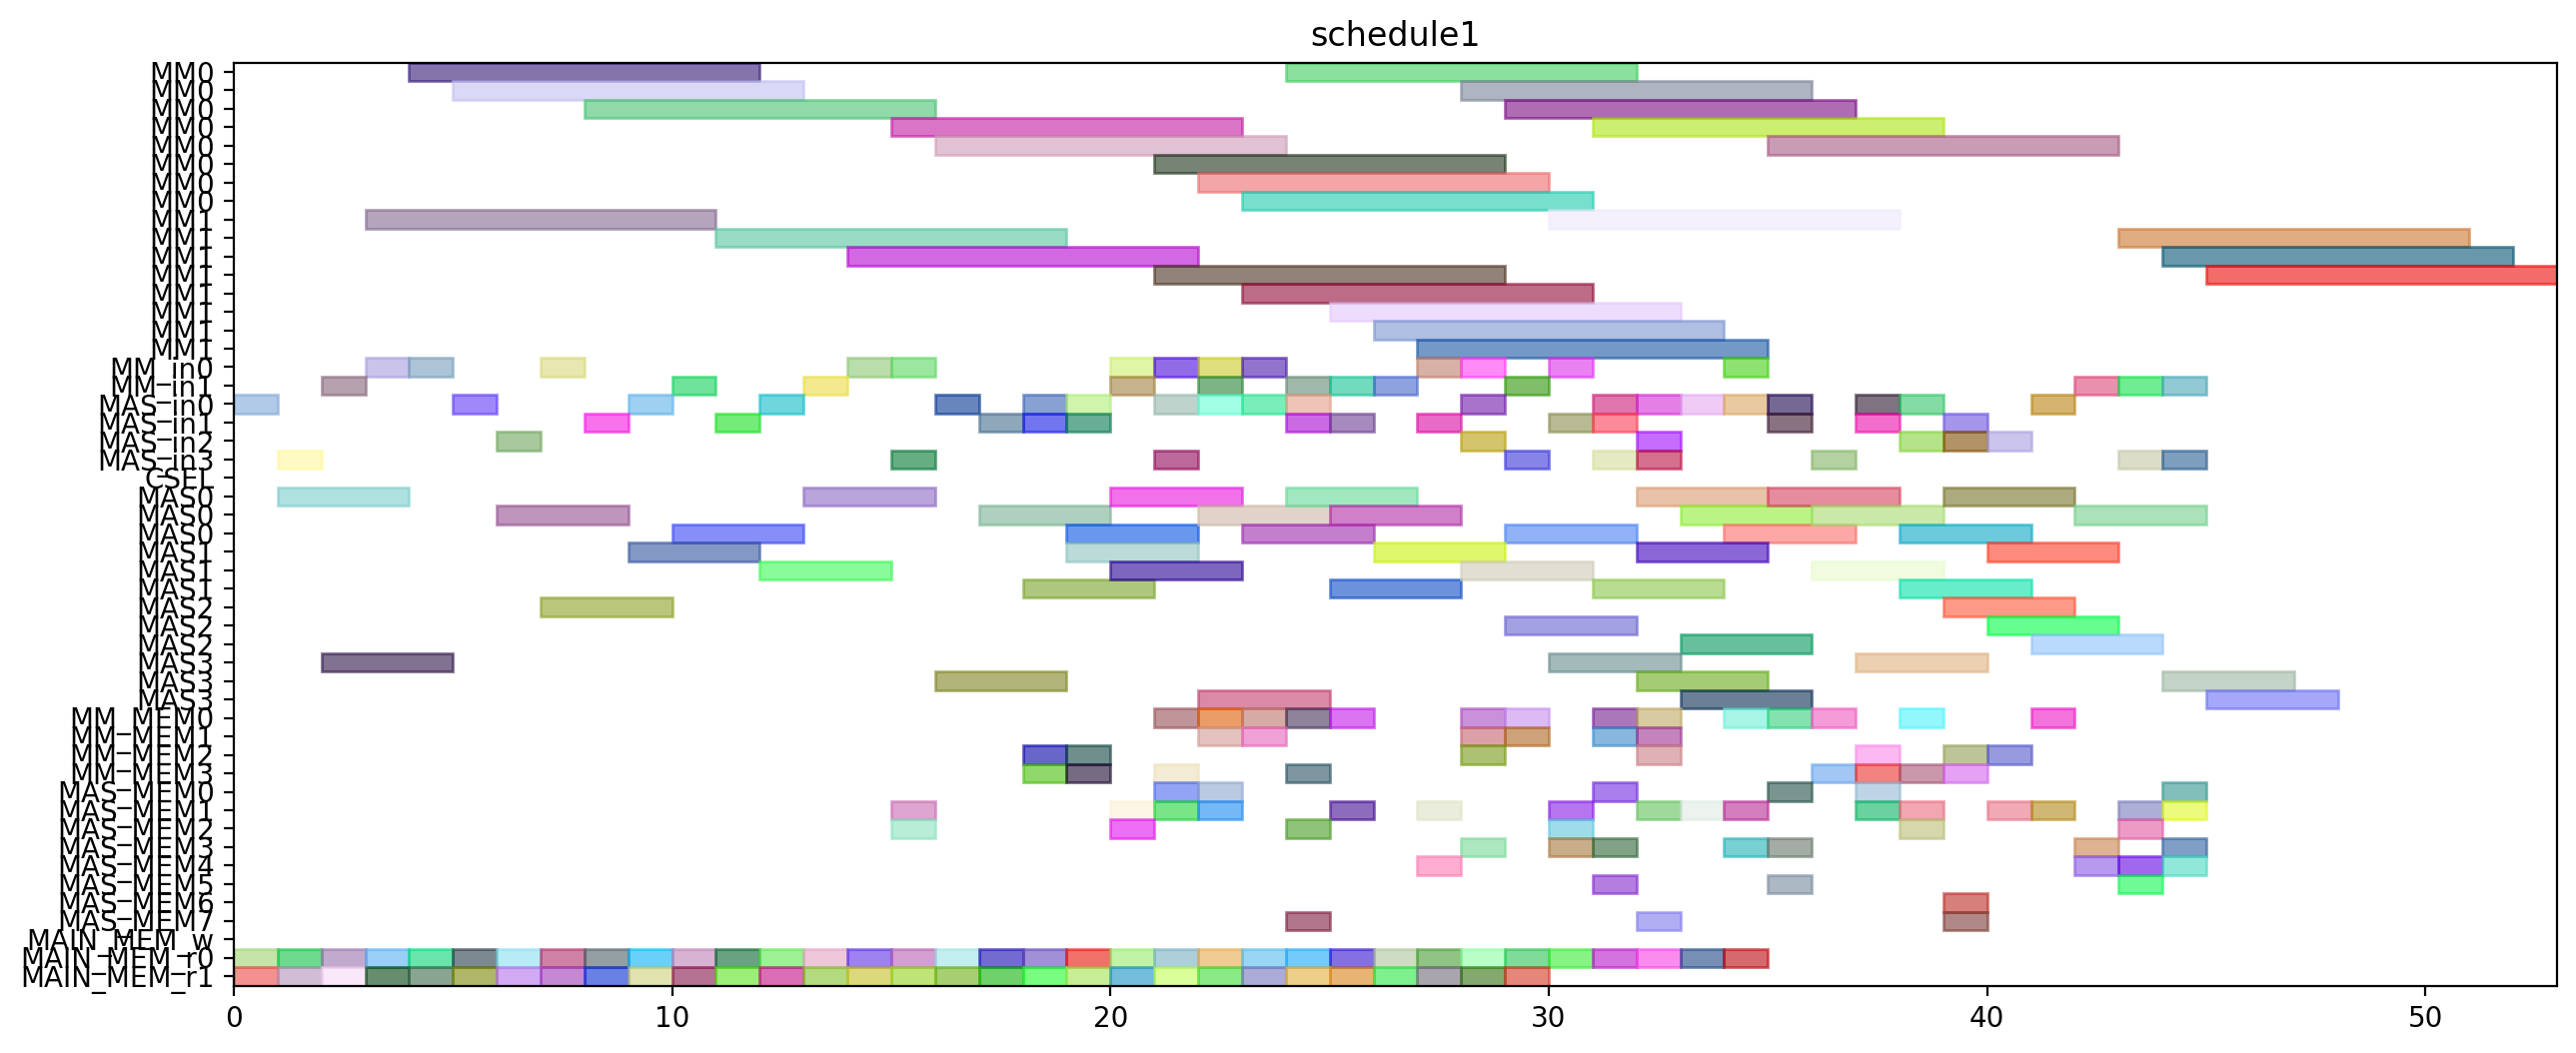 schedule1
MM0
MM0
MM0
MM0
MM0
MM0
MM0
MM0
MM1
MM1
MM1
MM1
MM1
MM1
MM1
MM1
MM_in0
MM_in1
MAS_in0
MAS_in1
MAS_in2
MAS_in3
CSEL
MAS0
MAS0
MAS0
MAS1
MAS1
MAS1
MAS2
MAS2
MAS2
MAS3
MAS3
MAS3
MM_MEM0
MM_MEM1
MM_MEM2
MM_MEM3
MAS_MEM0
MAS_MEM1
MAS_MEM2
MAS_MEM3
MAS_MEM4
MAS_MEM5
MAS_MEM6
MAS_MEM7
MAIN_MEM_w
MAIN_MEM_r0
MAIN_MEM_r1
0 10 20 30 40 50